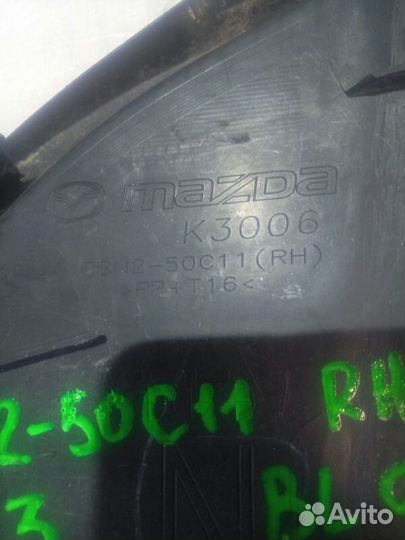 mazda
K3006
BBN2-50C11(RH)
>PP+T16<
2-50C11 RH
3 BL
Avito